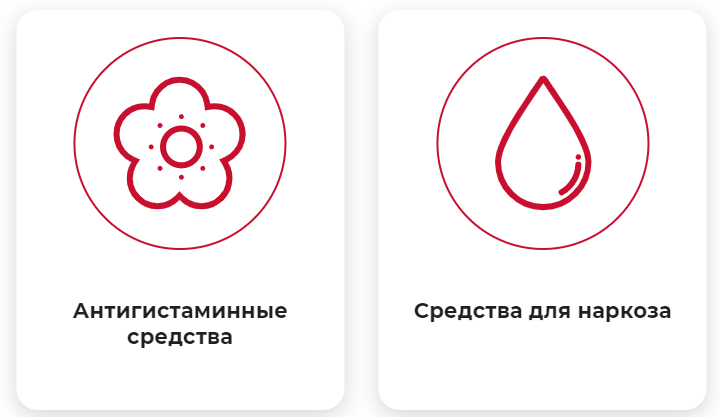 Антигистаминные
средства
Средства для наркоза